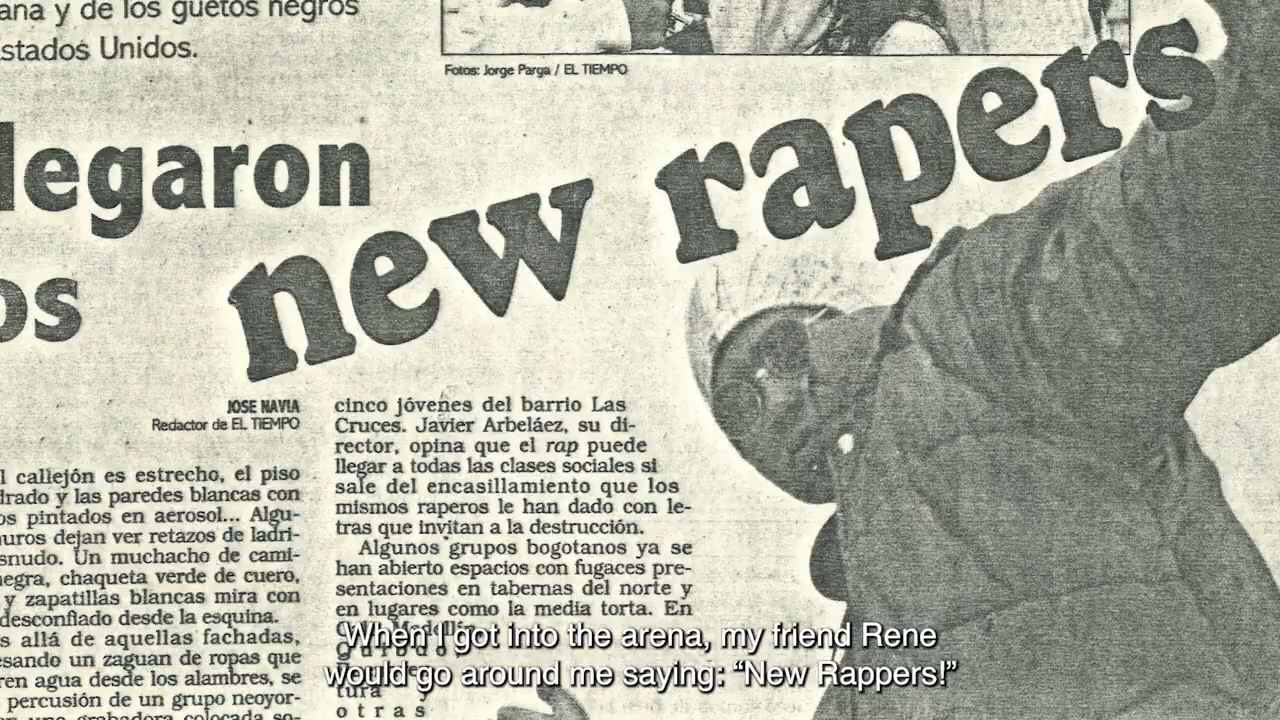 ana y de los guetos negros
stados Unidos.
Fotos: Jorge Parga / EL TIEMPO
legaron
os
new rapers
JOSE NAVIA
Redactor de EL TIEMPO
l callejón es estrecho, el piso
drado y las paredes blancas con
os pintados en aerosol... Algu-
uros dejan ver retazos de ladri-
snudo. Un muchacho de cami-
negra, chaqueta verde de cuero,
y zapatillas blancas mira con
desconfiado desde la esquina.
s allá de aquellas fachadas,
esando un zaguan de ropas que
ren agua desde los alambres, se
percusión de un grupo neoyor-
una grabadora colocada so-
cinco jóvenes del barrio Las
Cruces. Javier Arbeláez, su di-
rector, opina que el rap puede
llegar a todas las clases sociales si
sale del encasillamiento que los
mismos raperos le han dado con le-
tras que invitan a la destrucción.
Algunos grupos bogotanos ya se
han abierto espacios con fugaces pre-
sentaciones en tabernas del norte y
en lugares como la media torta. En
tura y
otras
When I got into the arena, my friend Rene
would go around me saying: “New Rappers!”